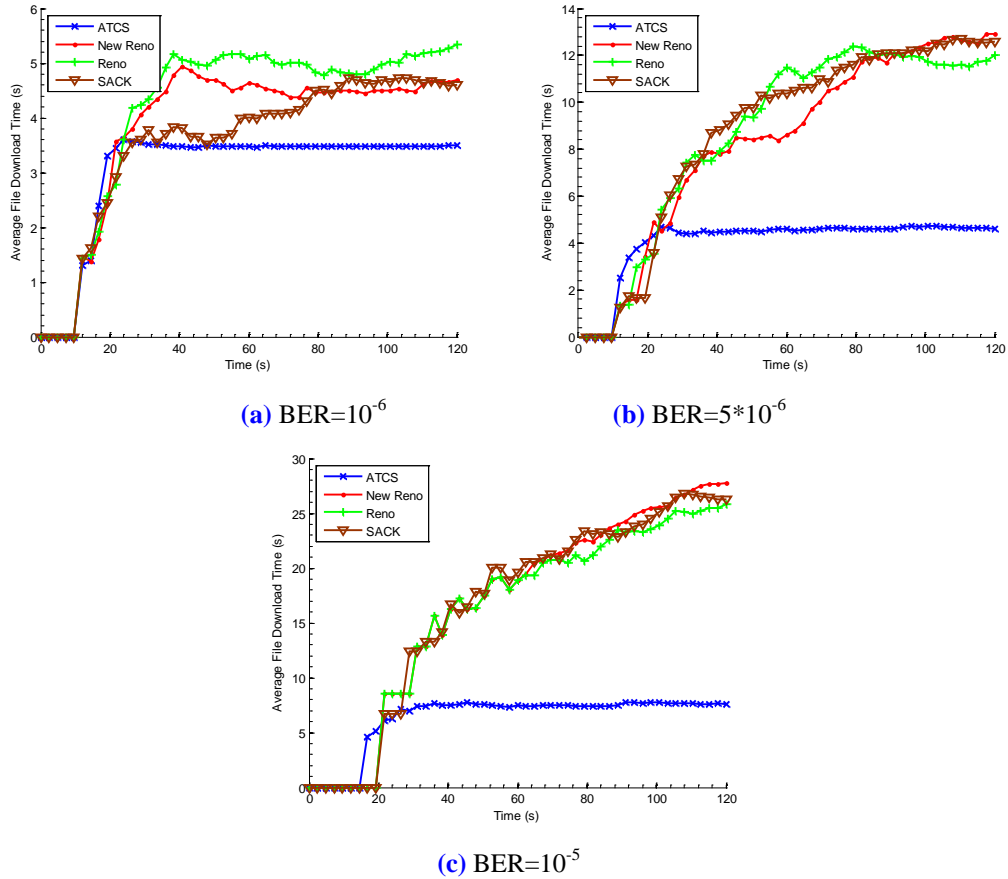 ATCS
New Reno
Reno
SACK
Average File Download Time (s)
6
5
4
3
2
1
0
0 20 40 60 80 100 120
Time (s)
(a) BER=10⁻⁶
ATCS
New Reno
Reno
SACK
Average File Download Time (s)
14
12
10
8
6
4
2
0
0 20 40 60 80 100 120
Time (s)
(b) BER=5*10⁻⁶
ATCS
New Reno
Reno
SACK
Average File Download Time (s)
30
25
20
15
10
5
0
0 20 40 60 80 100 120
Time (s)
(c) BER=10⁻⁵